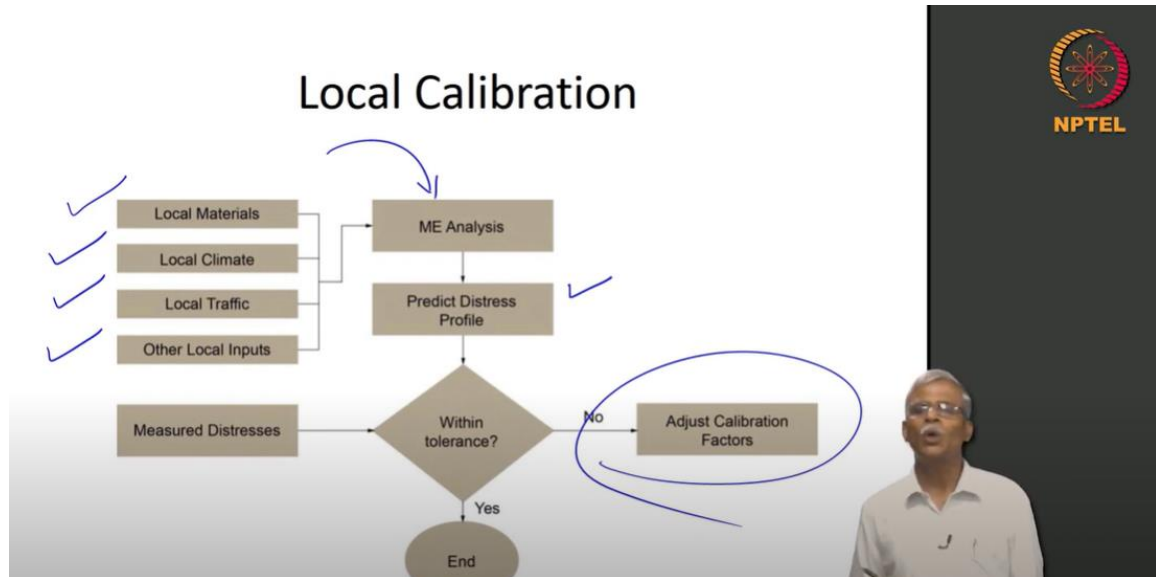 Local Calibration
NPTEL
Local Materials
Local Climate
Local Traffic
Other Local Inputs
ME Analysis
Predict Distress
Profile
Measured Distresses
Within
tolerance?
No
Adjust Calibration
Factors
Yes
End